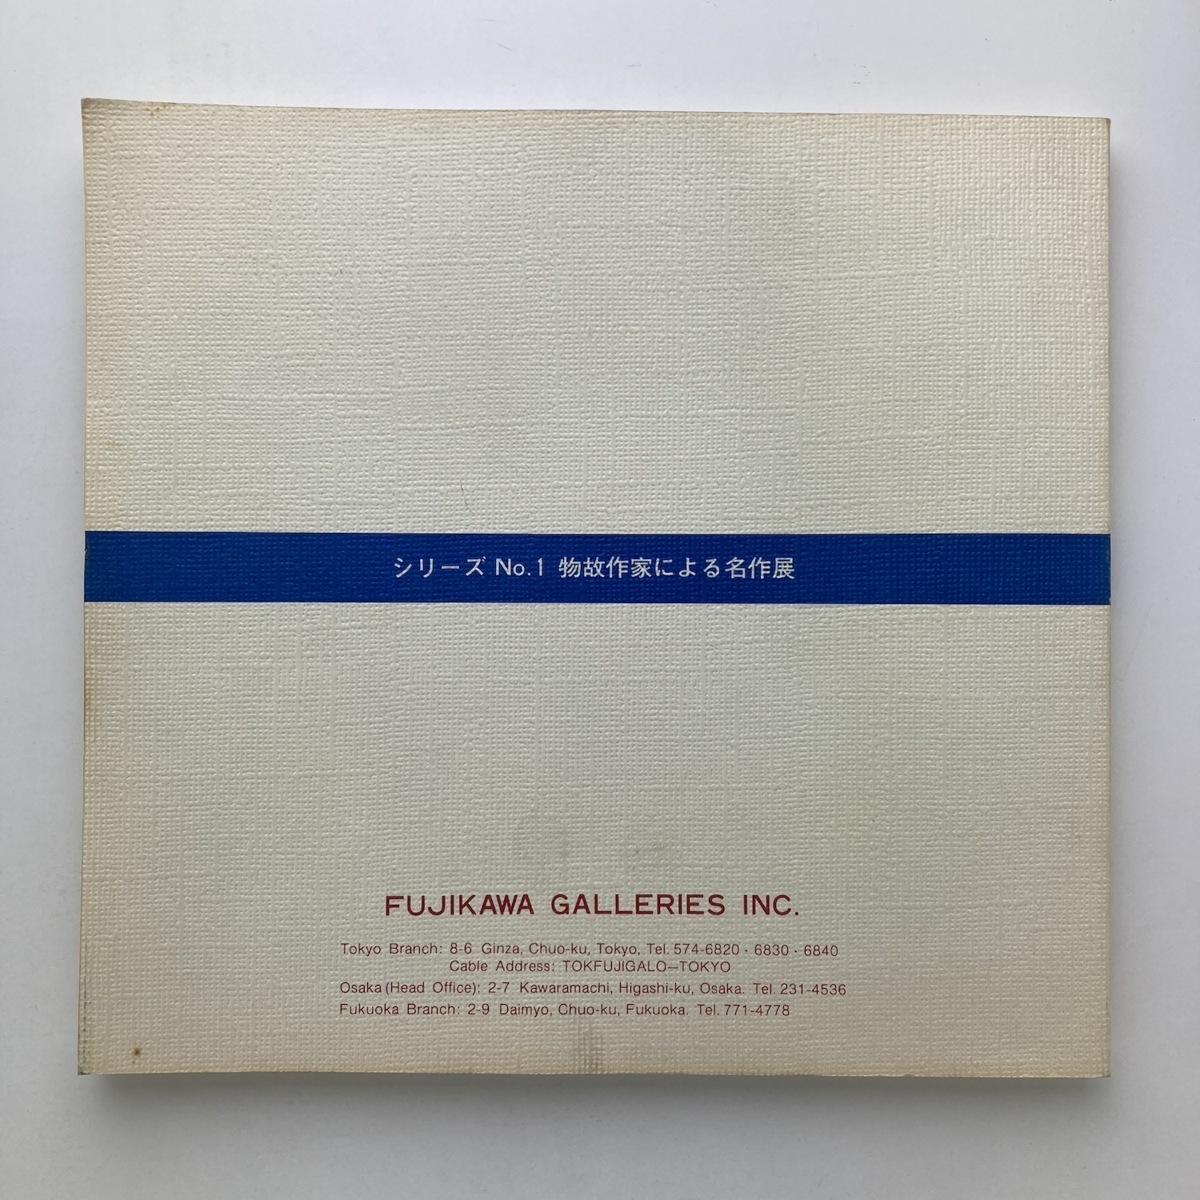 シリーズ No.1 物故作家による名作展
FUJIKAWA GALLERIES INC.
Tokyo Branch: 8-6 Ginza, Chuo-ku, Tokyo, Tel. 574-6820・6830・6840
Cable Address: TOKFUJIGALO—TOKYO
Osaka (Head Office): 2-7 Kawaramachi, Higashi-ku, Osaka. Tel. 231-4536
Fukuoka Branch: 2-9 Daimyo, Chuo-ku, Fukuoka. Tel. 771-4778